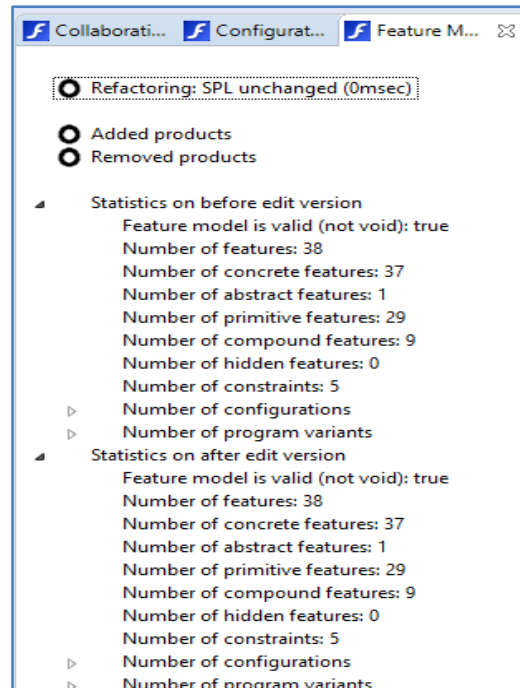 Collaborati... Configurat... Feature M...
Refactoring: SPL unchanged (0msec)
Added products
Removed products
Statistics on before edit version
Feature model is valid (not void): true
Number of features: 38
Number of concrete features: 37
Number of abstract features: 1
Number of primitive features: 29
Number of compound features: 9
Number of hidden features: 0
Number of constraints: 5
Number of configurations
Number of program variants
Statistics on after edit version
Feature model is valid (not void): true
Number of features: 38
Number of concrete features: 37
Number of abstract features: 1
Number of primitive features: 29
Number of compound features: 9
Number of hidden features: 0
Number of constraints: 5
Number of configurations
Number of program variants